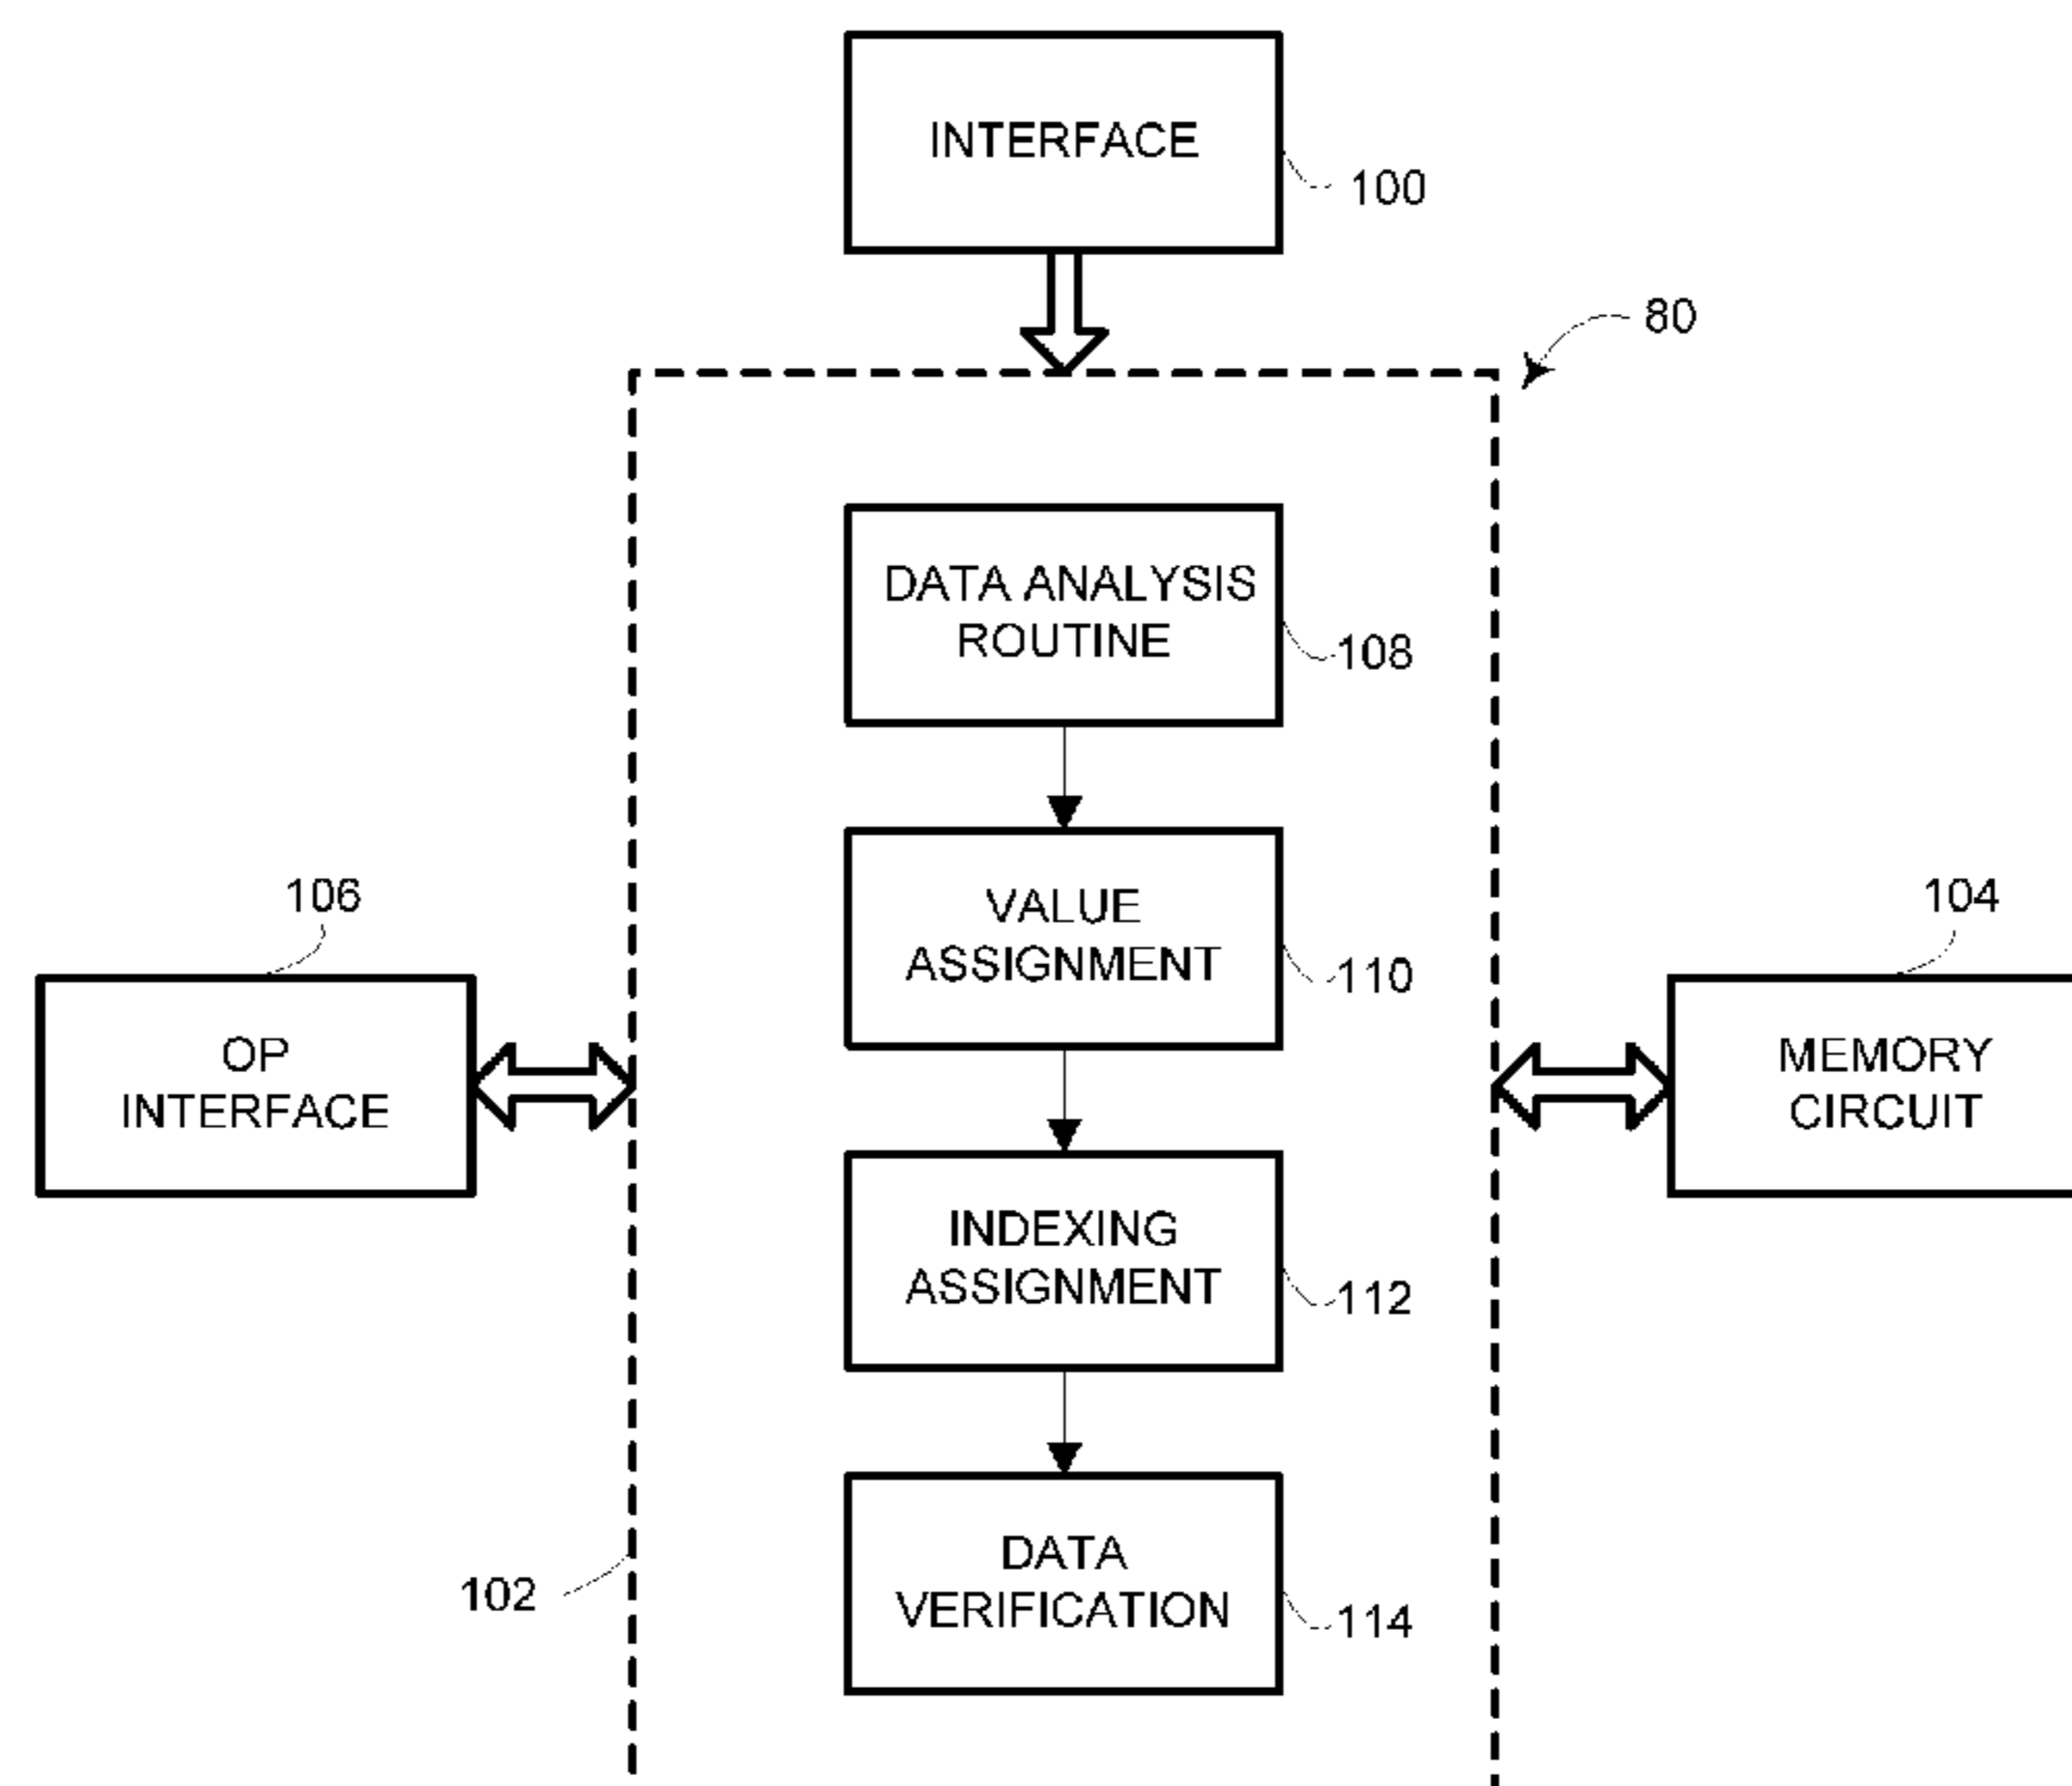 INTERFACE
100
80
DATA ANALYSIS
ROUTINE
108
VALUE
ASSIGNMENT
110
106
OP
INTERFACE
104
MEMORY
CIRCUIT
INDEXING
ASSIGNMENT
112
DATA
VERIFICATION
114
102